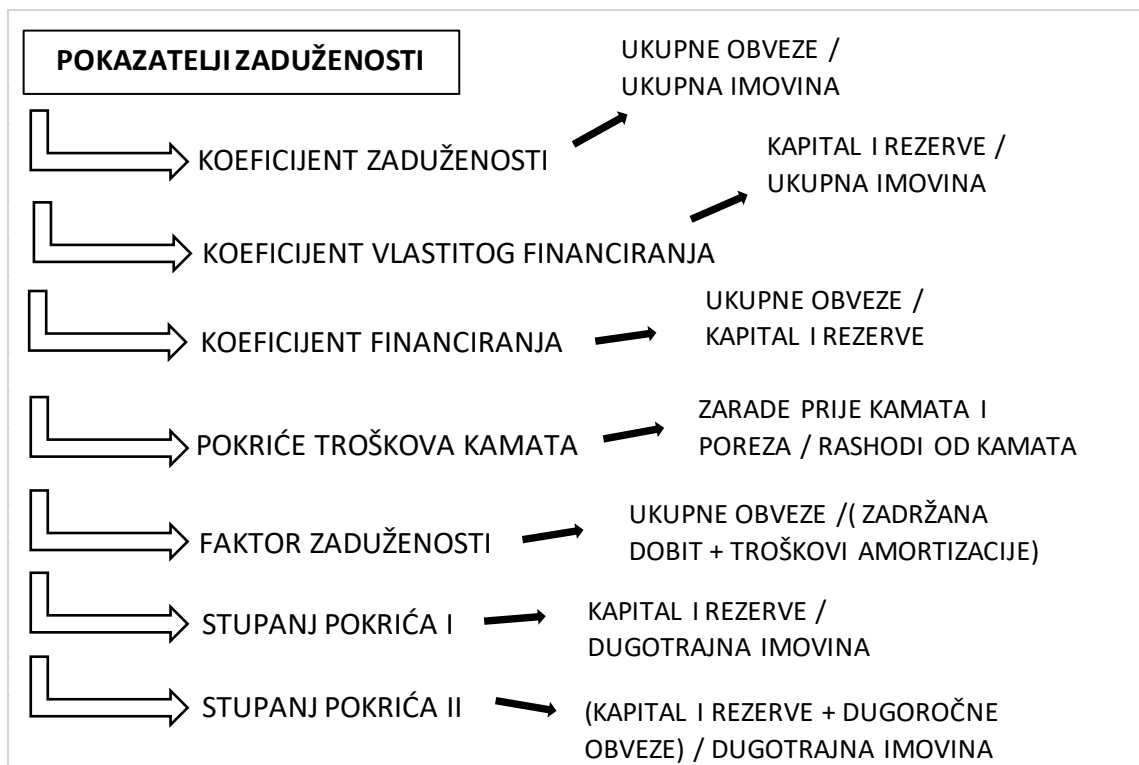 POKAZATELJI ZADUŽENOSTI
UKUPNE OBVEZE /
UKUPNA IMOVINA
KOEFICIJENT ZADUŽENOSTI
KAPITAL I REZERVE /
UKUPNA IMOVINA
KOEFICIJENT VLASTITOG FINANCIRANJA
UKUPNE OBVEZE /
KAPITAL I REZERVE
KOEFICIJENT FINANCIRANJA
ZARADE PRIJE KAMATA I
POREZA / RASHODI OD KAMATA
POKRIĆE TROŠKOVA KAMATA
UKUPNE OBVEZE /( ZADRŽANA
DOBIT + TROŠKOVI AMORTIZACIJE)
FAKTOR ZADUŽENOSTI
KAPITAL I REZERVE /
DUGOTRAJNA IMOVINA
STUPANJ POKRIĆA I
STUPANJ POKRIĆA II
(KAPITAL I REZERVE + DUGOROČNE
OBVEZE) / DUGOTRAJNA IMOVINA